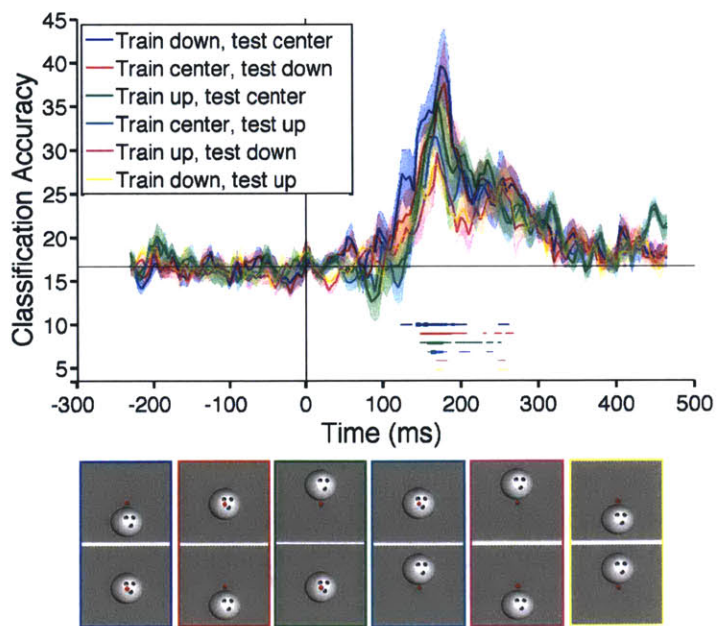 45
40
35
30
25
20
15
10
5
Classification Accuracy
Train down, test center
Train center, test down
Train up, test center
Train center, test up
Train up, test down
Train down, test up
-300 -200 -100 0 100 200 300 400 500
Time (ms)